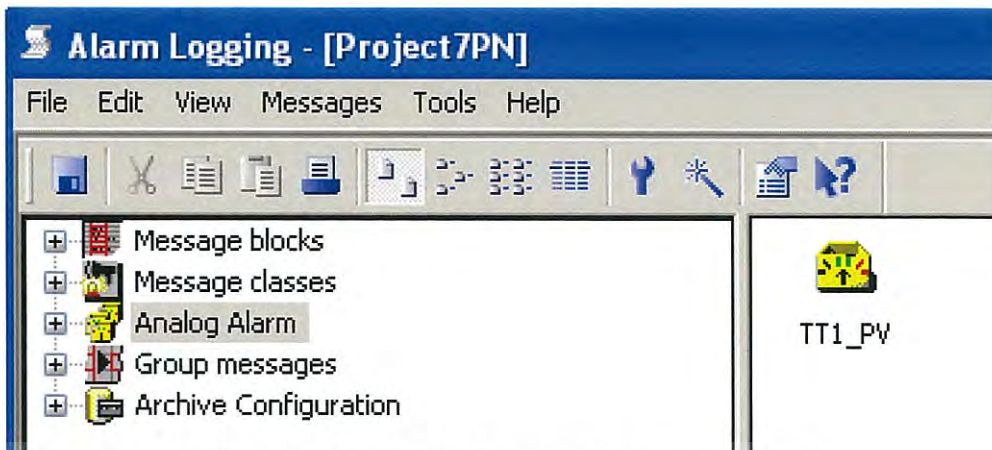 Alarm Logging - [Project7PN]
File Edit View Messages Tools Help
Message blocks
Message classes
Analog Alarm
Group messages
Archive Configuration
TT1_PV